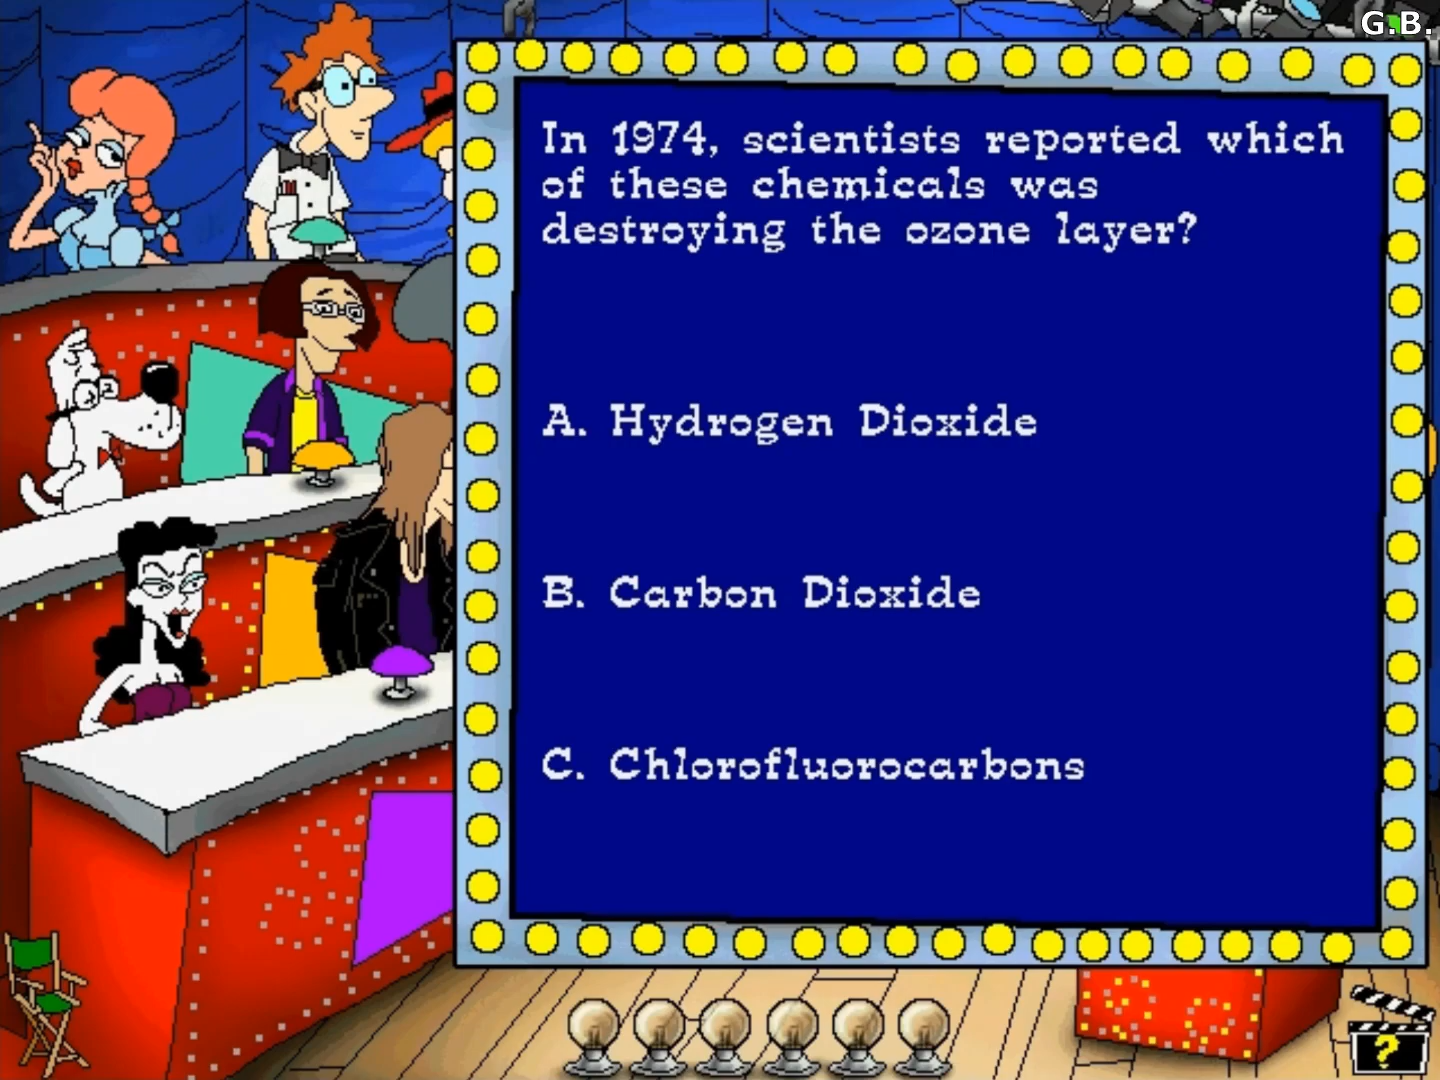 G.B.
In 1974, scientists reported which
of these chemicals was
destroying the ozone layer?
A. Hydrogen Dioxide
B. Carbon Dioxide
C. Chlorofluorocarbons
?